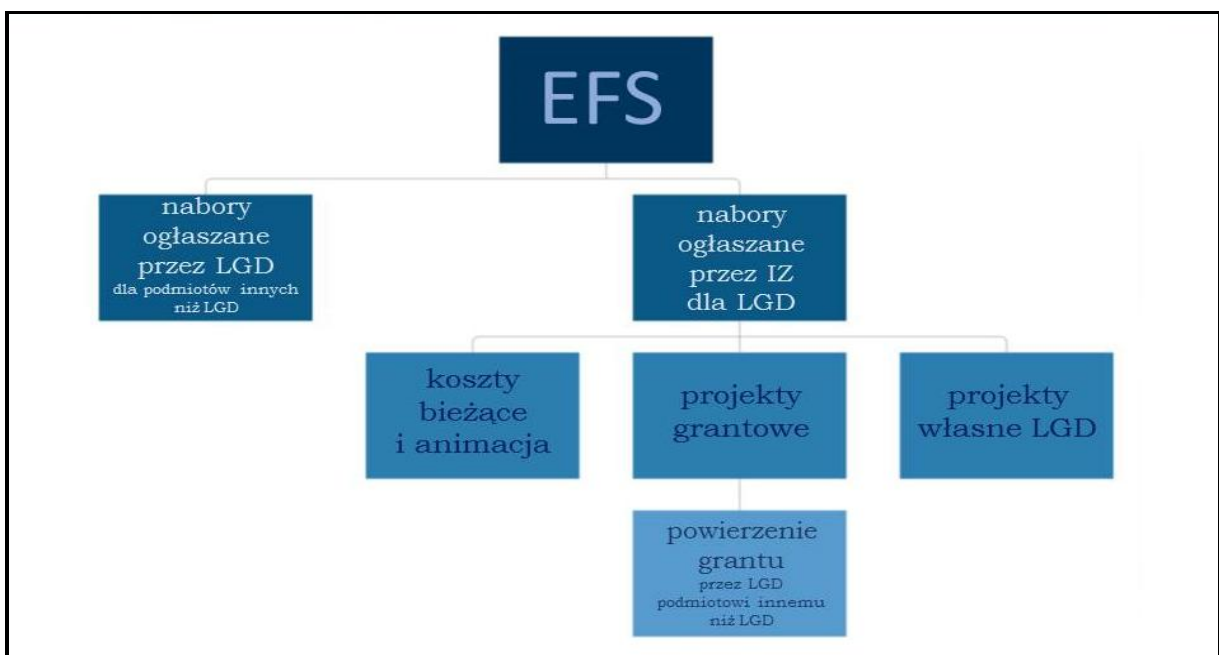 EFS
nabory
ogłaszane
przez LGD
dla podmiotów innych
niż LGD
nabory
ogłaszane
przez IZ
dla LGD
koszty
bieżące
i animacja
projekty
grantowe
projekty
własne LGD
powierzenie
grantu
przez LGD
podmiotowi innemu
niż LGD